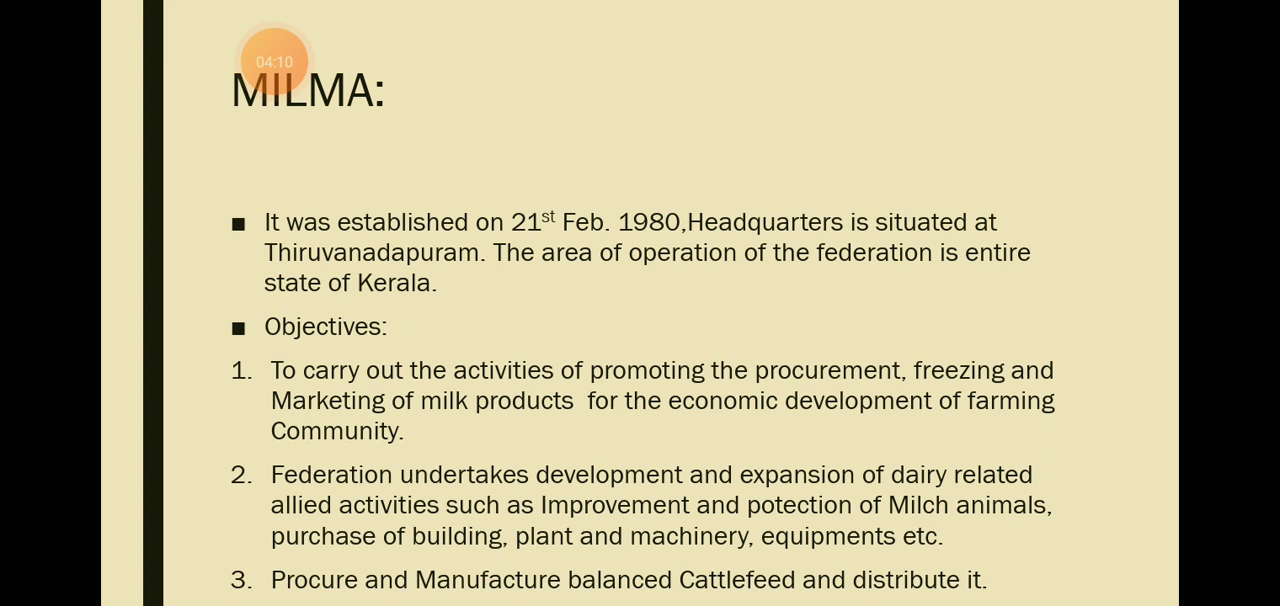 04:10
MILMA:
■ It was established on 21st Feb. 1980,Headquarters is situated at
Thiruvanadapuram. The area of operation of the federation is entire
state of Kerala.
■ Objectives:
1. To carry out the activities of promoting the procurement, freezing and
Marketing of milk products for the economic development of farming
Community.
2. Federation undertakes development and expansion of dairy related
allied activities such as Improvement and potection of Milch animals,
purchase of building, plant and machinery, equipments etc.
3. Procure and Manufacture balanced Cattlefeed and distribute it.